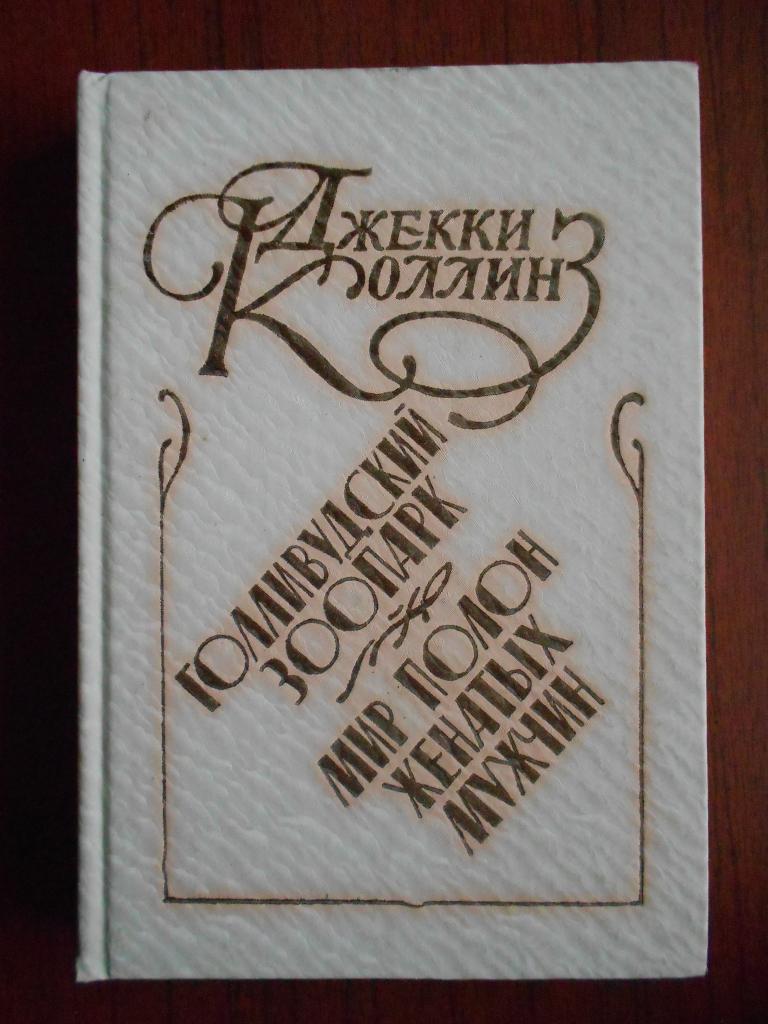 ДЖЕККИ
КОЛЛИНЗ
ГОЛЛИВУДСКИЙ
ЗООПАРК
МИР ПОЛОН
ЖЕНАТЫХ
МУЖЧИН